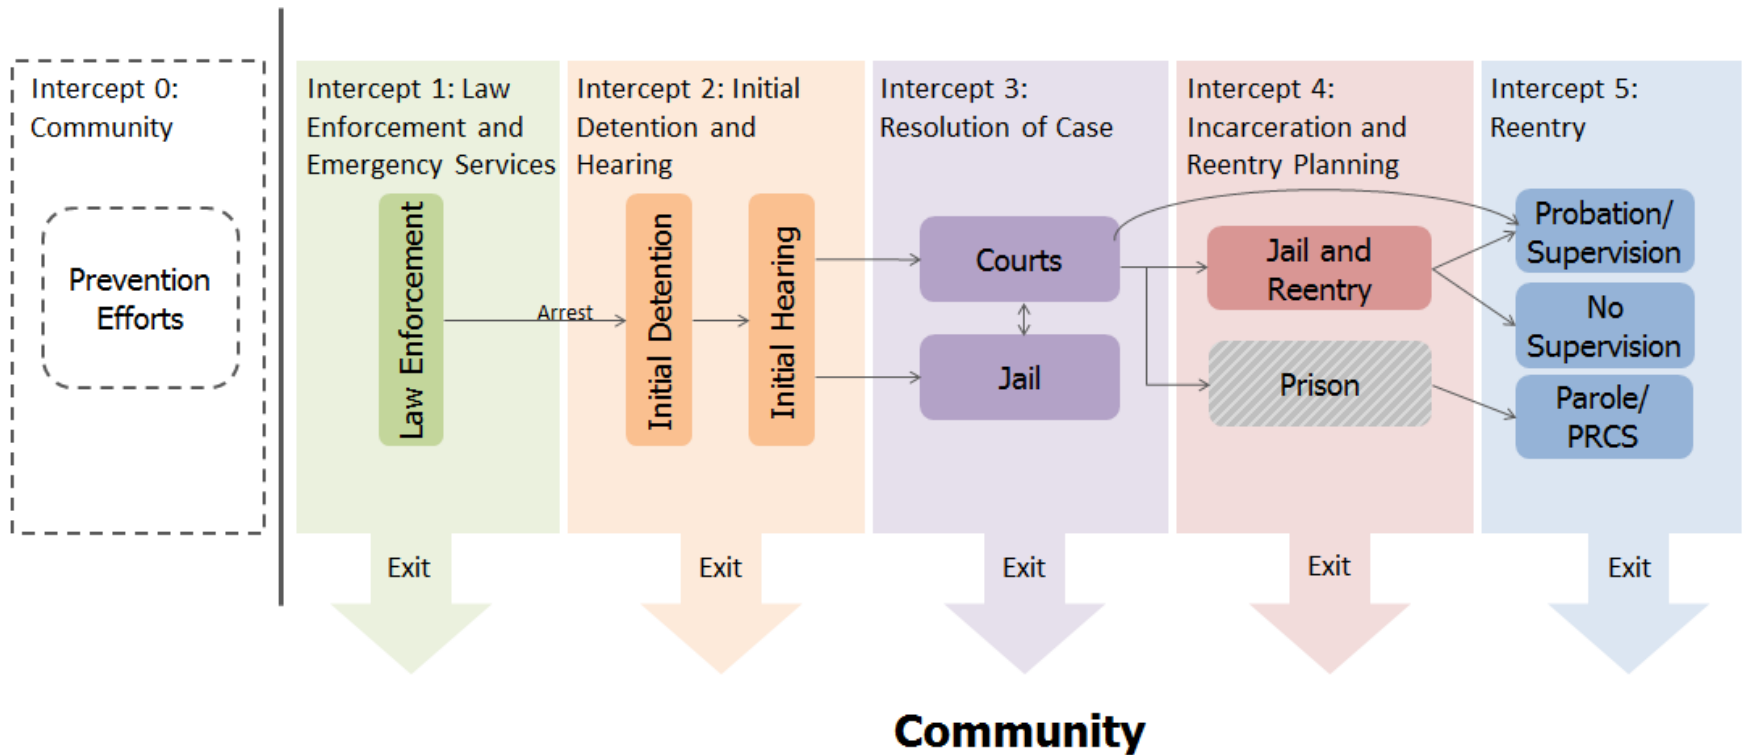 Intercept 0:
Community
Prevention
Efforts
Intercept 1: Law
Enforcement and
Emergency Services
Law Enforcement
Arrest
Exit
Intercept 2: Initial
Detention and
Hearing
Initial Detention
Initial Hearing
Exit
Intercept 3:
Resolution of Case
Courts
Jail
Exit
Intercept 4:
Incarceration and
Reentry Planning
Jail and
Reentry
Prison
Exit
Intercept 5:
Reentry
Probation/
Supervision
No
Supervision
Parole/
PRCS
Exit
Community